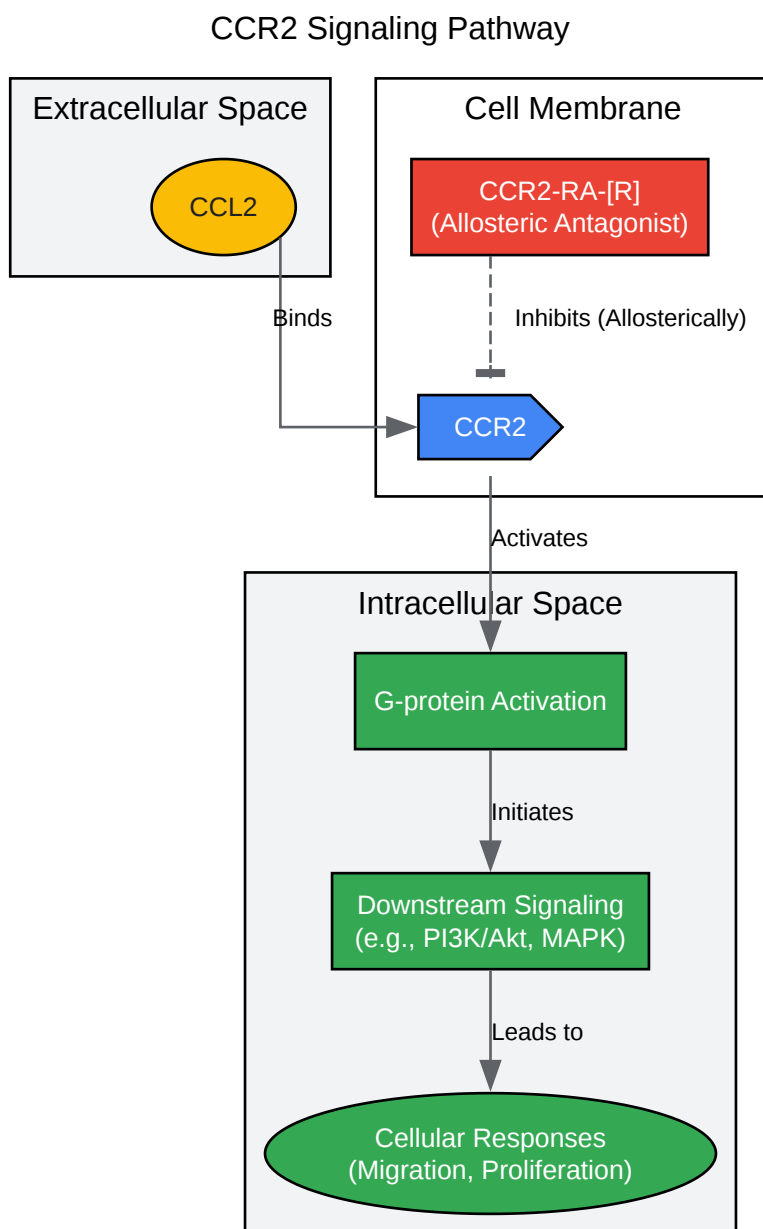 CCR2 Signaling Pathway
Extracellular Space
Cell Membrane
CCL2
CCR2-RA-[R]
(Allosteric Antagonist)
Binds
Inhibits (Allosterically)
CCR2
Activates
Intracellular Space
G-protein Activation
Initiates
Downstream Signaling
(e.g., PI3K/Akt, MAPK)
Leads to
Cellular Responses
(Migration, Proliferation)